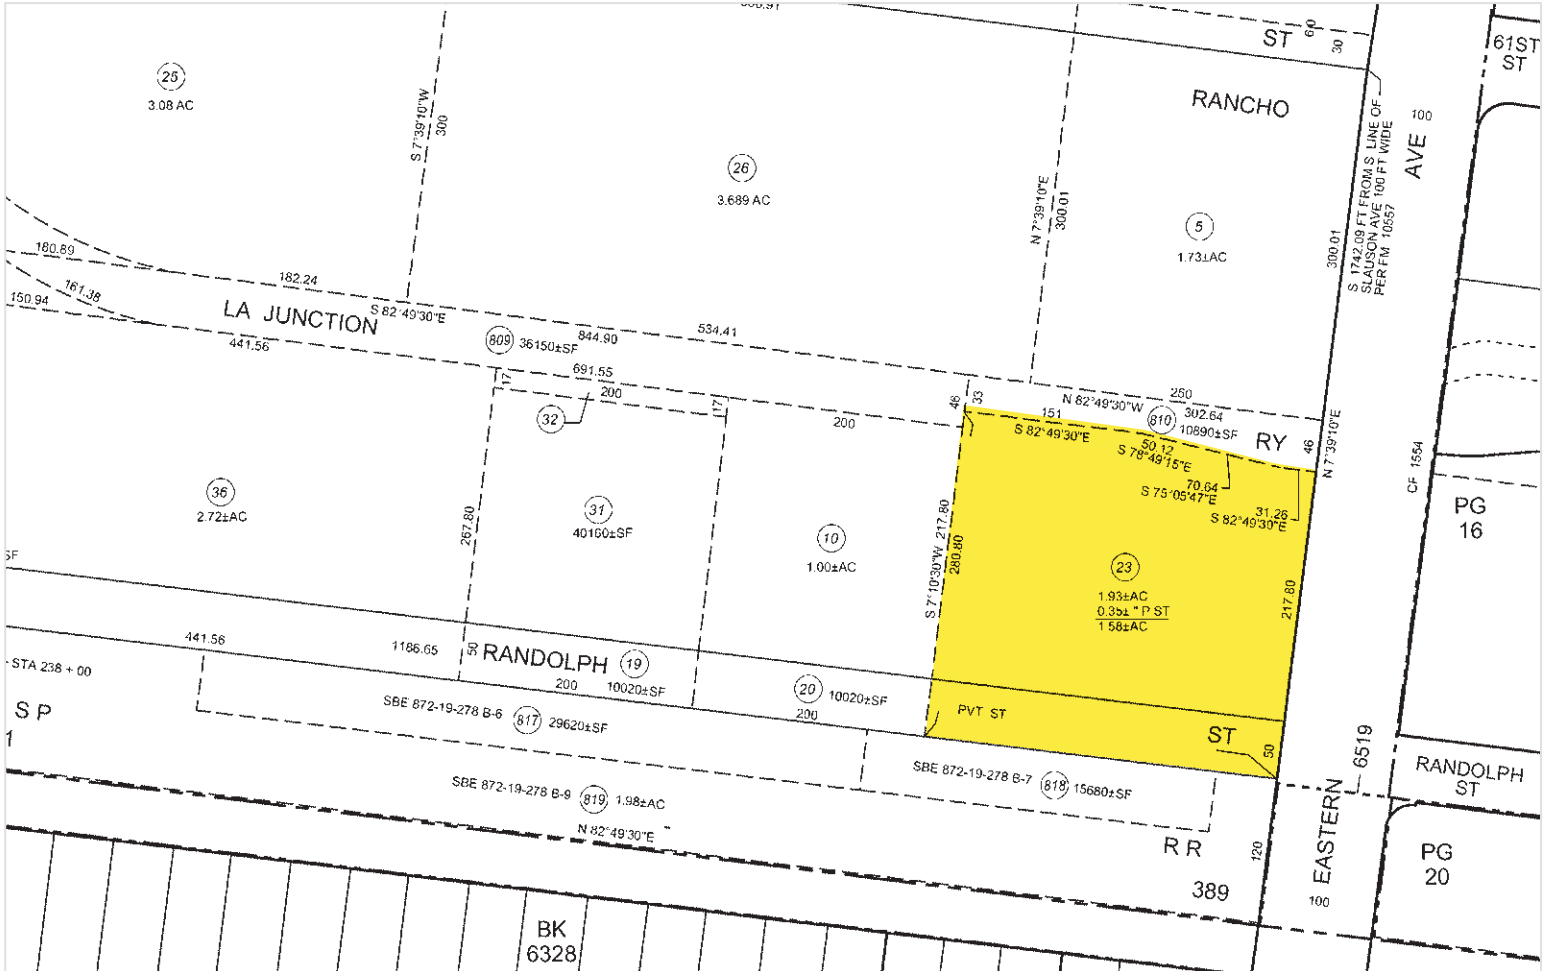 ST
60
30
61ST
ST
25
3.08 AC
S 7°39'10"W
300
RANCHO
100
AVE
S 1742.09 FT FROM S LINE OF
SLAUSON AVE 100 FT WIDE
PER FM 10557
26
3.689 AC
N 7°39'10"E
300.01
5
1.73±AC
300.01
180.89
182.24
161.38
150.94
LA JUNCTION
S 82°49'30"E
441.56
809 36150±SF
844.90
534.41
691.55
17
200
17
32
200
46
33
151
S 82°49'30"E
N 82°49'30"W
250
302.64
810
10890±SF
RY
46
N 7°39'10"E
50.12
S 78°49'15"E
70.64
S 75°05'47"E
31.26
S 82°49'30"E
CF 1554
PG
16
36
2.72±AC
267.80
31
40160±SF
10
1.00±AC
S 7°10'30"W 217.80
280.80
23
1.93±AC
0.35± " P ST
1.58±AC
217.80
SF
441.56
1186.65
50
RANDOLPH
19
200
10020±SF
20 10020±SF
200
PVT ST
ST
50
STA 238 + 00
S P
1
SBE 872-19-278 B-6 817 29620±SF
SBE 872-19-278 B-7 818 15680±SF
SBE 872-19-278 B-9 819 1.98±AC
N 82°49'30"E
6519
RANDOLPH
ST
R R
120
EASTERN
100
389
PG
20
BK
6328